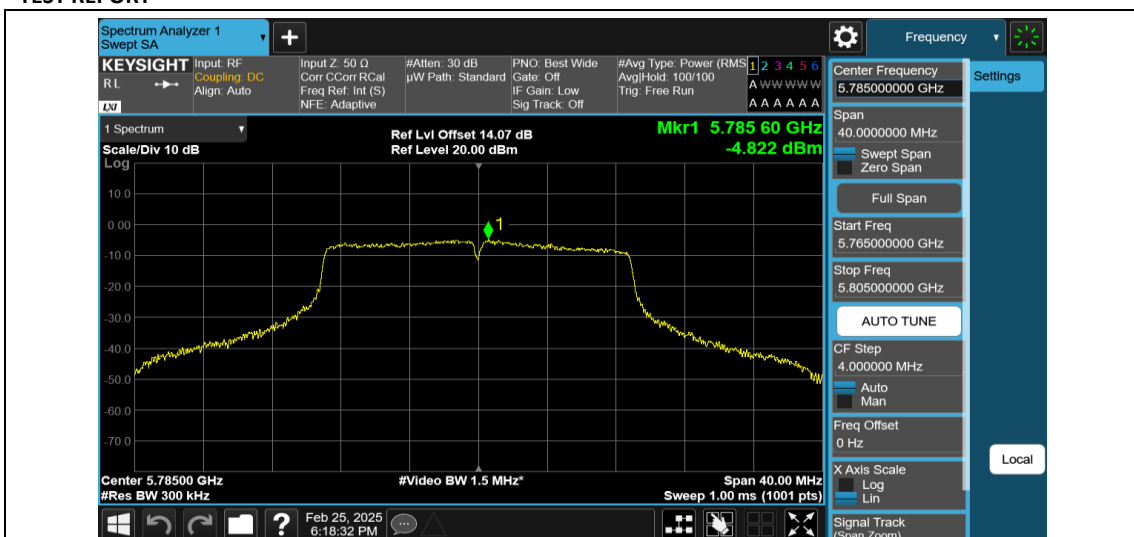 TEST REPORT
Spectrum Analyzer 1
Swept SA
Frequency
KEYSIGHT
R L
LXI
Input: RF
Coupling: DC
Align: Auto
Input Z: 50 Ω
Corr CCorr RCal
Freq Ref: Int (S)
NFE: Adaptive
#Atten: 30 dB
µW Path: Standard
PNO: Best Wide
Gate: Off
IF Gain: Low
Sig Track: Off
#Avg Type: Power (RMS
Avg|Hold: 100/100
Trig: Free Run
1 2 3 4 5 6
A W W W W W
A A A A A A
1 Spectrum
Scale/Div 10 dB
Log
Ref Lvl Offset 14.07 dB
Ref Level 20.00 dBm
Mkr1 5.785 60 GHz
-4.822 dBm
10.0
0.00
-10.0
-20.0
-30.0
-40.0
-50.0
-60.0
-70.0
1
Center 5.78500 GHz
#Res BW 300 kHz
#Video BW 1.5 MHz*
Span 40.00 MHz
Sweep 1.00 ms (1001 pts)
?
Feb 25, 2025
6:18:32 PM
Center Frequency
5.785000000 GHz
Span
40.0000000 MHz
Swept Span
Zero Span
Full Span
Start Freq
5.765000000 GHz
Stop Freq
5.805000000 GHz
AUTO TUNE
CF Step
4.000000 MHz
Auto
Man
Freq Offset
0 Hz
X Axis Scale
Log
Lin
Signal Track
(Span Zoom)
Settings
Local